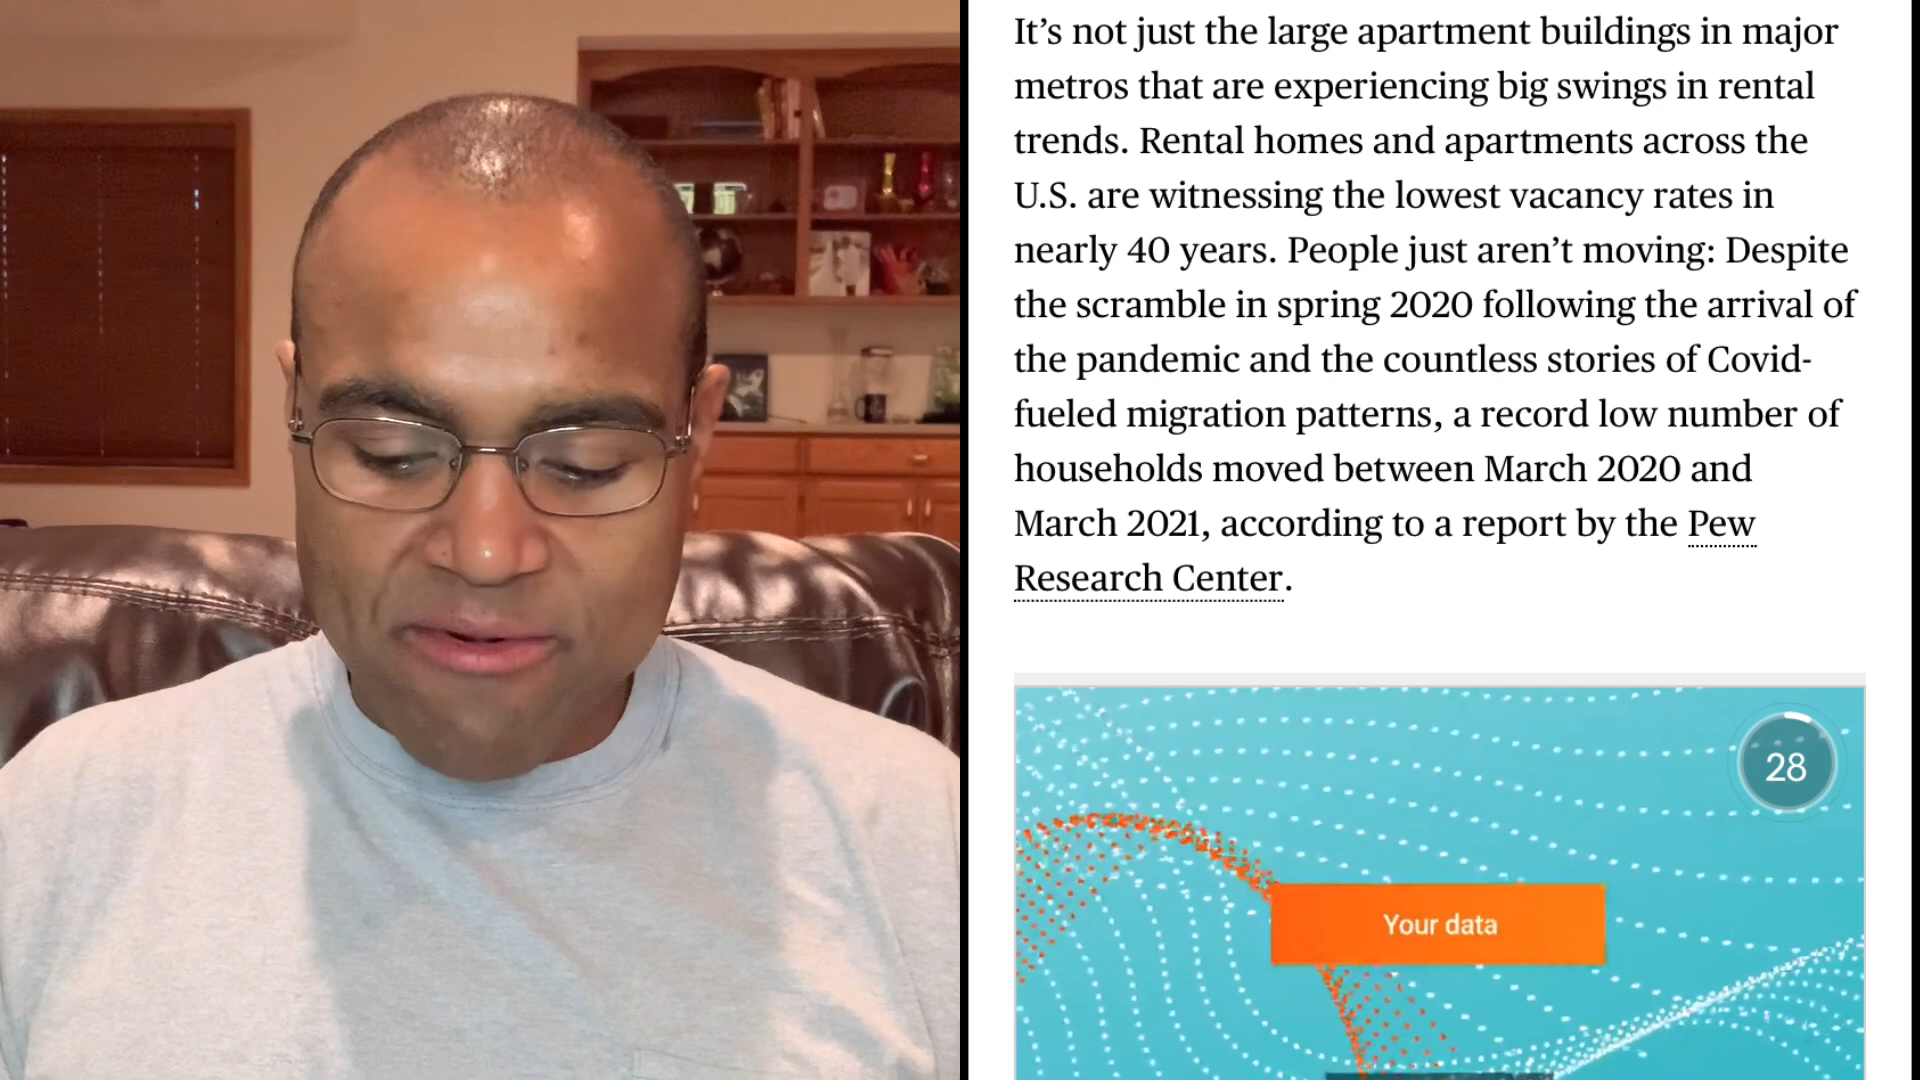 It’s not just the large apartment buildings in major
metros that are experiencing big swings in rental
trends. Rental homes and apartments across the
U.S. are witnessing the lowest vacancy rates in
nearly 40 years. People just aren’t moving: Despite
the scramble in spring 2020 following the arrival of
the pandemic and the countless stories of Covid-
fueled migration patterns, a record low number of
households moved between March 2020 and
March 2021, according to a report by the Pew
Research Center.
28
Your data